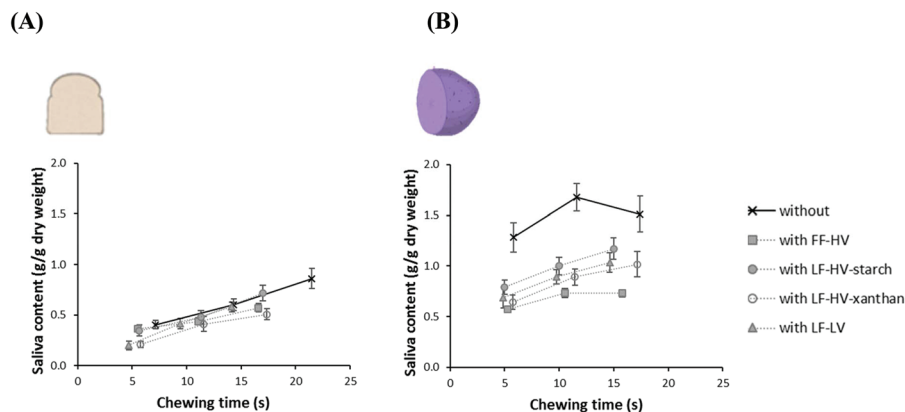 (A)
(B)
Saliva content (g/g dry weight)
2.0
1.5
1.0
0.5
0.0
0 5 10 15 20 25
Chewing time (s)
Saliva content (g/g dry weight)
2.0
1.5
1.0
0.5
0.0
0 5 10 15 20 25
Chewing time (s)
without
with FF-HV
with LF-HV-starch
with LF-HV-xanthan
with LF-LV